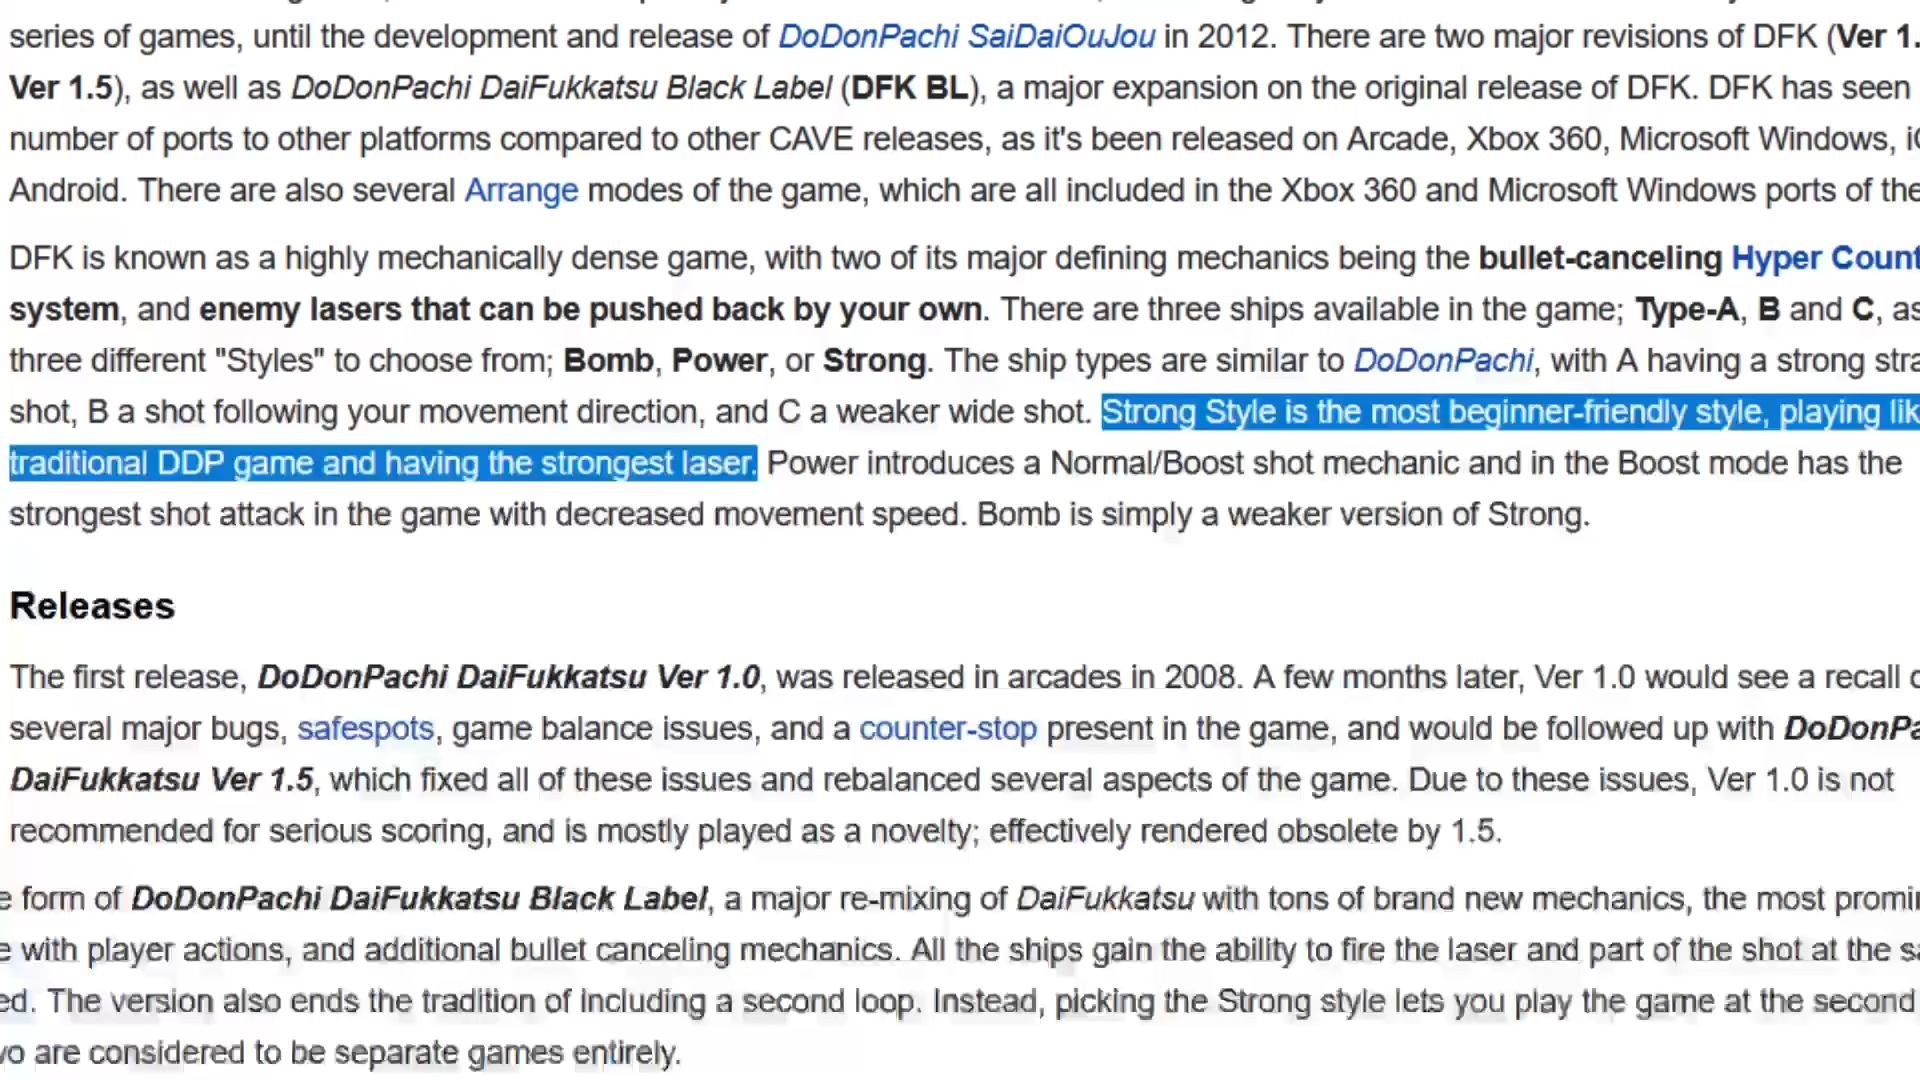 series of games, until the development and release of DoDonPachi SaiDaiOuJou in 2012. There are two major revisions of DFK (Ver 1.
Ver 1.5), as well as DoDonPachi DaiFukkatsu Black Label (DFK BL), a major expansion on the original release of DFK. DFK has seen
number of ports to other platforms compared to other CAVE releases, as it's been released on Arcade, Xbox 360, Microsoft Windows,
Android. There are also several Arrange modes of the game, which are all included in the Xbox 360 and Microsoft Windows ports of the
DFK is known as a highly mechanically dense game, with two of its major defining mechanics being the bullet-canceling Hyper Count
system, and enemy lasers that can be pushed back by your own. There are three ships available in the game; Type-A, B and C, as
three different "Styles" to choose from; Bomb, Power, or Strong. The ship types are similar to DoDonPachi, with A having a strong stra
shot, B a shot following your movement direction, and C a weaker wide shot. Strong Style is the most beginner-friendly style, playing lik
traditional DDP game and having the strongest laser. Power introduces a Normal/Boost shot mechanic and in the Boost mode has the
strongest shot attack in the game with decreased movement speed. Bomb is simply a weaker version of Strong.
Releases
The first release, DoDonPachi DaiFukkatsu Ver 1.0, was released in arcades in 2008. A few months later, Ver 1.0 would see a recall
several major bugs, safespots, game balance issues, and a counter-stop present in the game, and would be followed up with DoDonPa
DaiFukkatsu Ver 1.5, which fixed all of these issues and rebalanced several aspects of the game. Due to these issues, Ver 1.0 is not
recommended for serious scoring, and is mostly played as a novelty; effectively rendered obsolete by 1.5.
e form of DoDonPachi DaiFukkatsu Black Label, a major re-mixing of DaiFukkatsu with tons of brand new mechanics, the most promi
e with player actions, and additional bullet canceling mechanics. All the ships gain the ability to fire the laser and part of the shot at the sa
ed. The version also ends the tradition of including a second loop. Instead, picking the Strong style lets you play the game at the second
vo are considered to be separate games entirely.